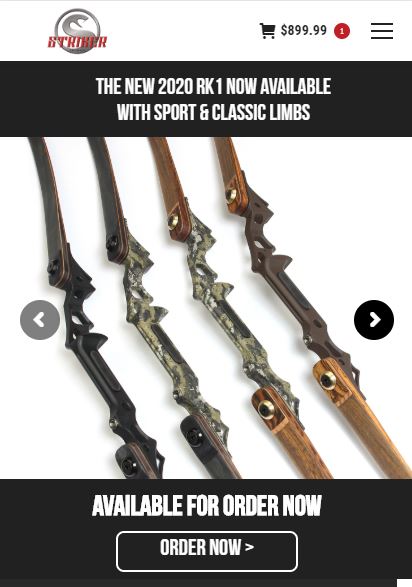 STRIKER
$899.99 1
THE NEW 2020 RK1 NOW AVAILABLE
WITH SPORT & CLASSIC LIMBS
AVAILABLE FOR ORDER NOW
ORDER NOW >